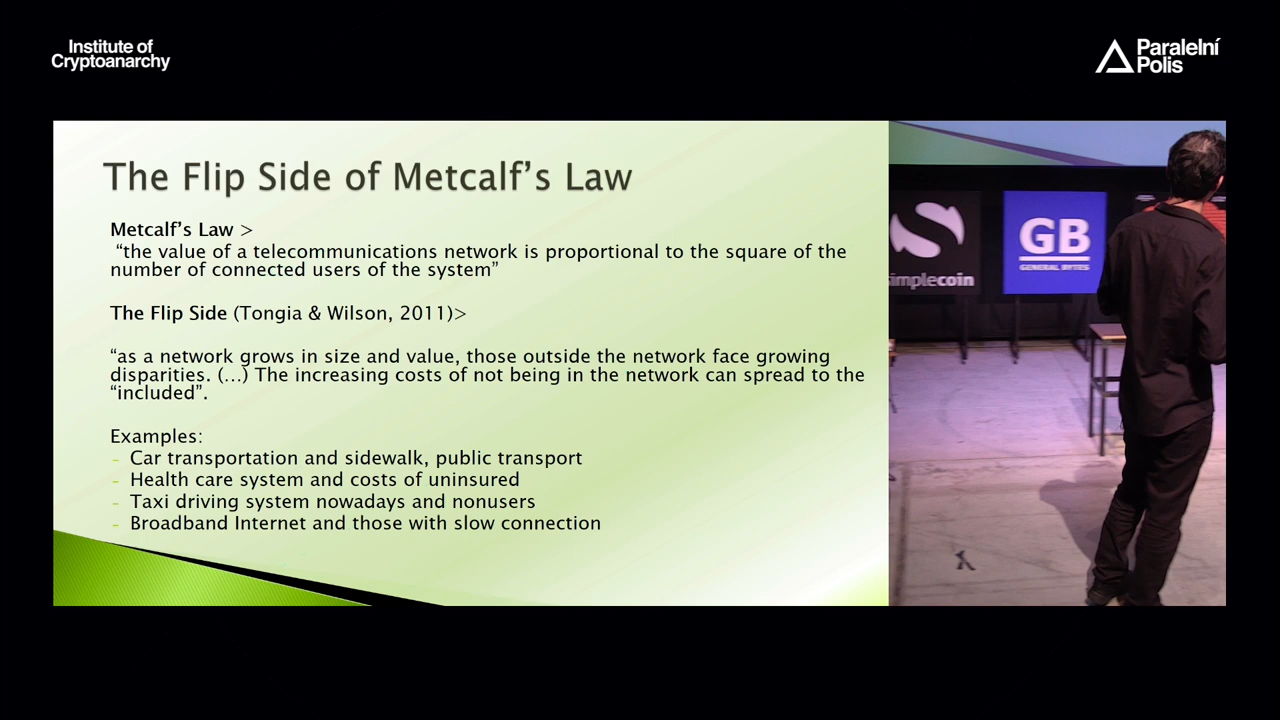 Institute of
Cryptoanarchy
Paralelní
Polis
The Flip Side of Metcalf’s Law
Metcalf’s Law >
“the value of a telecommunications network is proportional to the square of the
number of connected users of the system”
The Flip Side (Tongia & Wilson, 2011)>
“as a network grows in size and value, those outside the network face growing
disparities. (…) The increasing costs of not being in the network can spread to the
“included”.
Examples:
- Car transportation and sidewalk, public transport
- Health care system and costs of uninsured
- Taxi driving system nowadays and nonusers
- Broadband Internet and those with slow connection
implecoin
GB
GENERAL BYTES